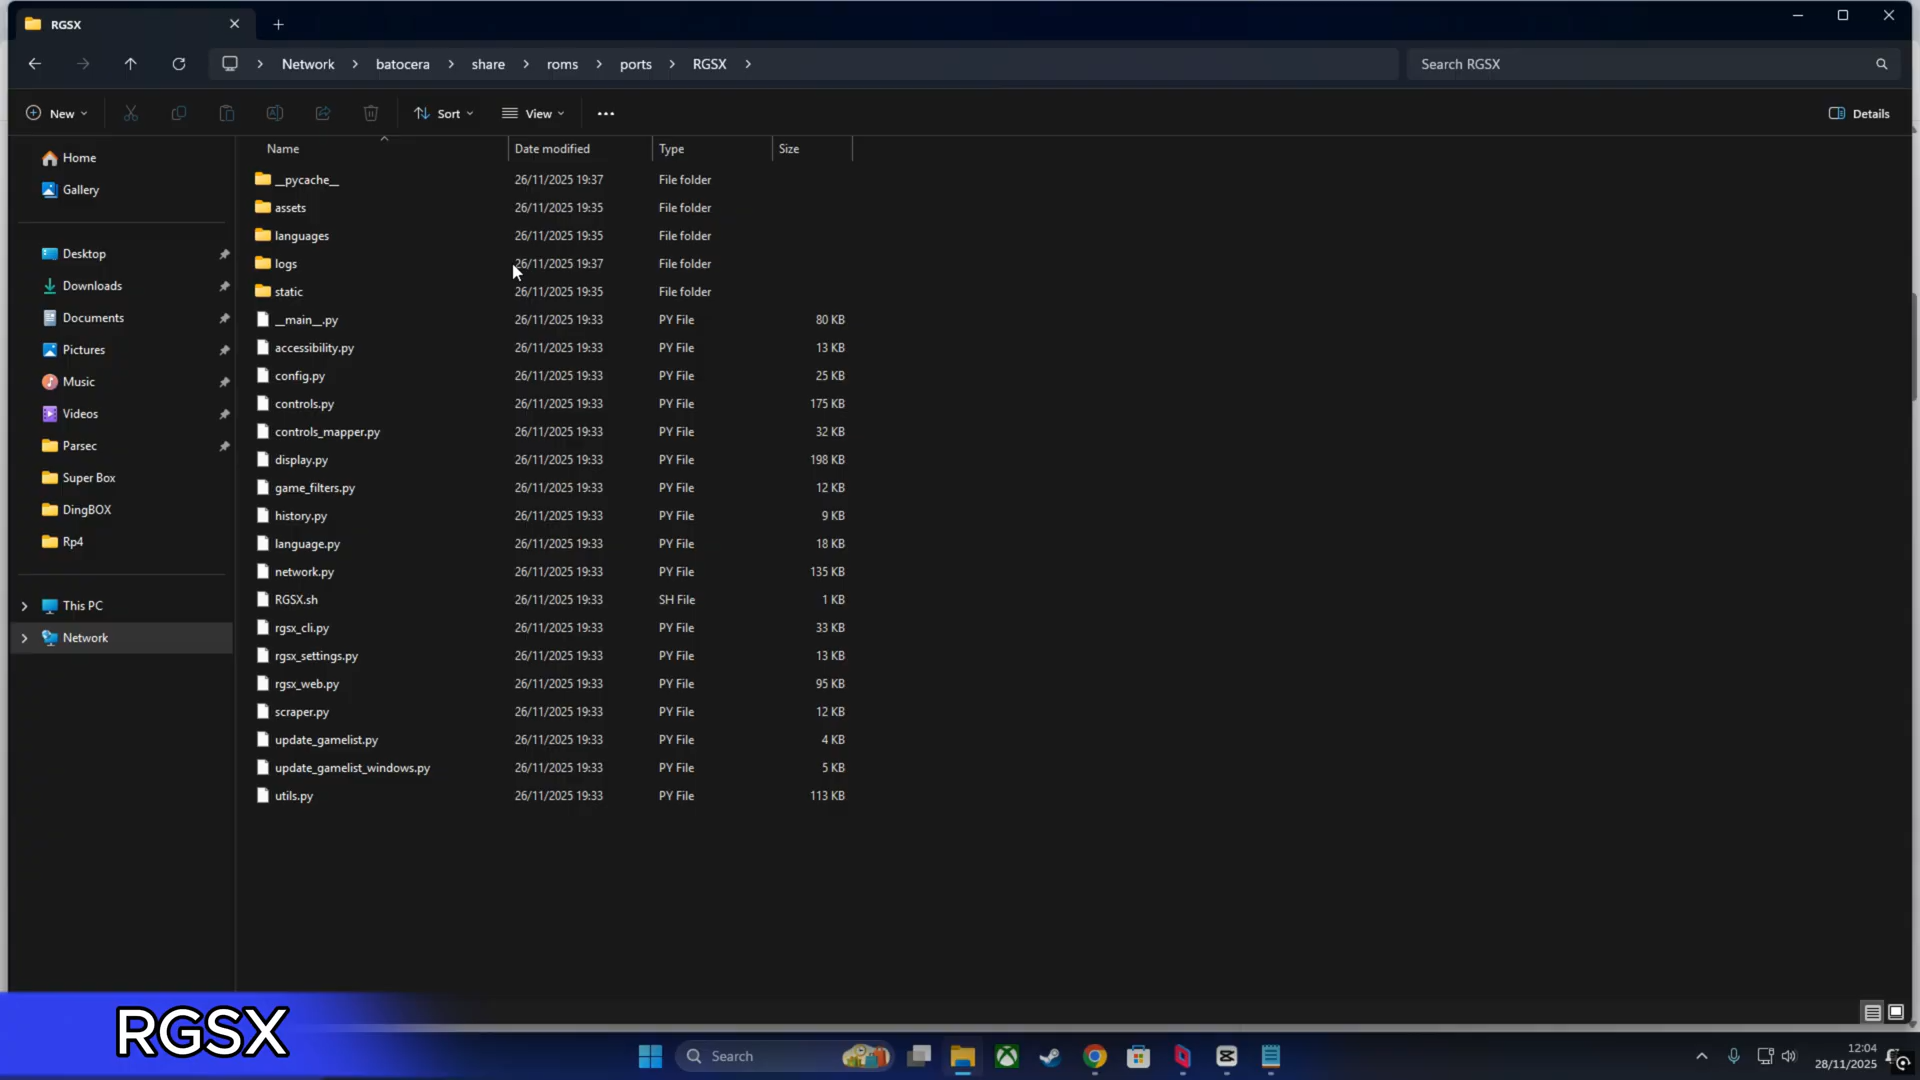 RGSX
Network
batocera
share
roms
ports
RGSX
Search RGSX
New
Sort
View
Details
Name Date modified Type Size
Home
Gallery
Desktop
Downloads
Documents
Pictures
Music
Videos
Parsec
Super Box
DingBOX
Rp4
This PC
Network
__pycache__ 26/11/2025 19:37 File folder
assets 26/11/2025 19:35 File folder
languages 26/11/2025 19:35 File folder
logs 26/11/2025 19:37 File folder
static 26/11/2025 19:35 File folder
__main__.py 26/11/2025 19:33 PY File 80 KB
accessibility.py 26/11/2025 19:33 PY File 13 KB
config.py 26/11/2025 19:33 PY File 25 KB
controls.py 26/11/2025 19:33 PY File 175 KB
controls_mapper.py 26/11/2025 19:33 PY File 32 KB
display.py 26/11/2025 19:33 PY File 198 KB
game_filters.py 26/11/2025 19:33 PY File 12 KB
history.py 26/11/2025 19:33 PY File 9 KB
language.py 26/11/2025 19:33 PY File 18 KB
network.py 26/11/2025 19:33 PY File 135 KB
RGSX.sh 26/11/2025 19:33 SH File 1 KB
rgsx_cli.py 26/11/2025 19:33 PY File 33 KB
rgsx_settings.py 26/11/2025 19:33 PY File 13 KB
rgsx_web.py 26/11/2025 19:33 PY File 95 KB
scraper.py 26/11/2025 19:33 PY File 12 KB
update_gamelist.py 26/11/2025 19:33 PY File 4 KB
update_gamelist_windows.py 26/11/2025 19:33 PY File 5 KB
utils.py 26/11/2025 19:33 PY File 113 KB
RGSX
Search
12:04
28/11/2025